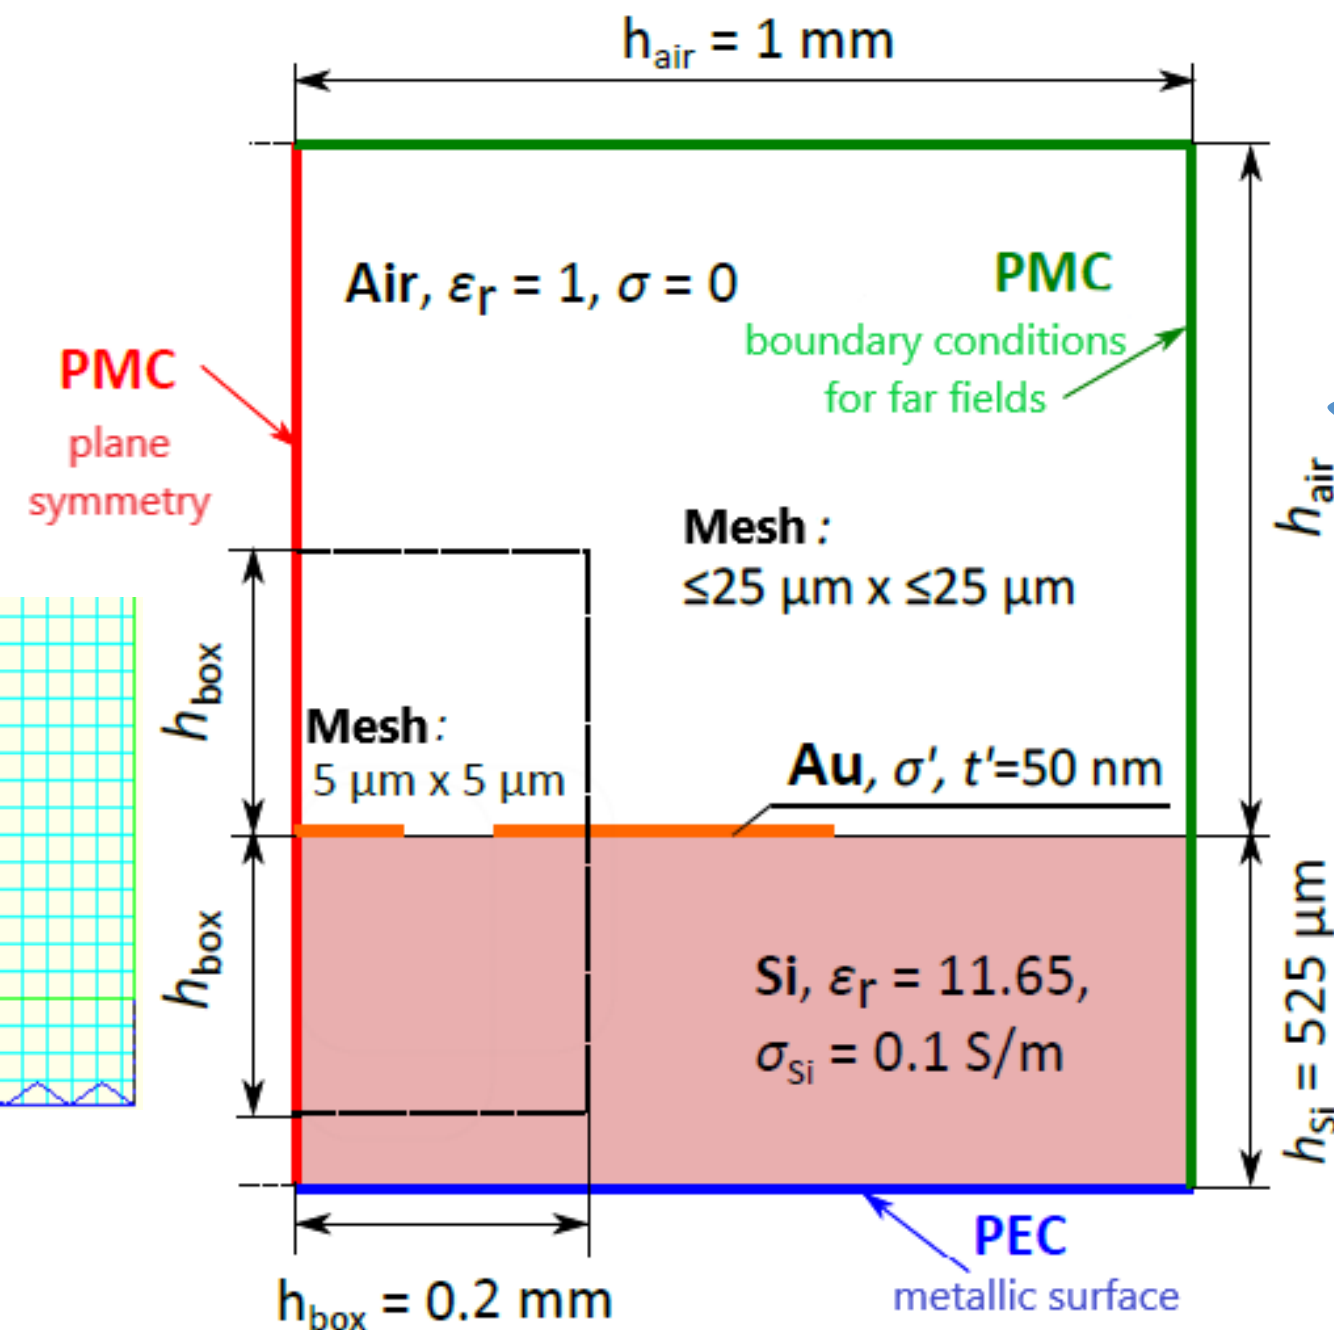 h_air = 1 mm
Air, ε_r = 1, σ = 0
PMC
boundary conditions
for far fields
PMC
plane
symmetry
h_air
Mesh :
≤25 μm x ≤25 μm
h_box
Mesh:
5 μm x 5 μm
Au, σ', t'=50 nm
h_box
Si, ε_r = 11.65,
σ_Si = 0.1 S/m
h_Si = 525 μm
PEC
metallic surface
h_box = 0.2 mm